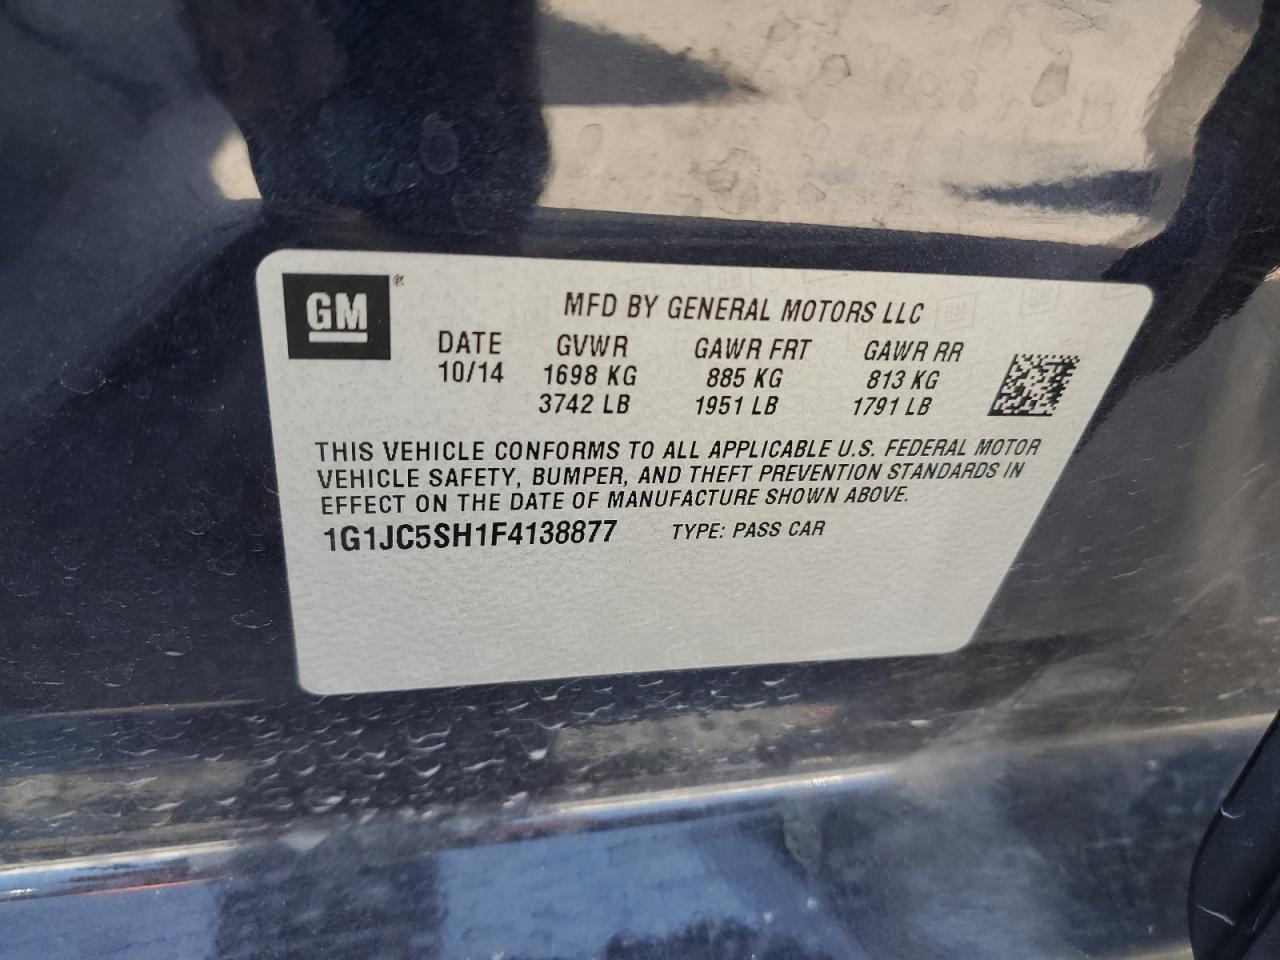 GM ®
MFD BY GENERAL MOTORS LLC
DATE GVWR GAWR FRT GAWR RR
10/14 1698 KG 885 KG 813 KG
3742 LB 1951 LB 1791 LB
THIS VEHICLE CONFORMS TO ALL APPLICABLE U.S. FEDERAL MOTOR
VEHICLE SAFETY, BUMPER, AND THEFT PREVENTION STANDARDS IN
EFFECT ON THE DATE OF MANUFACTURE SHOWN ABOVE.
1G1JC5SH1F4138877 TYPE: PASS CAR